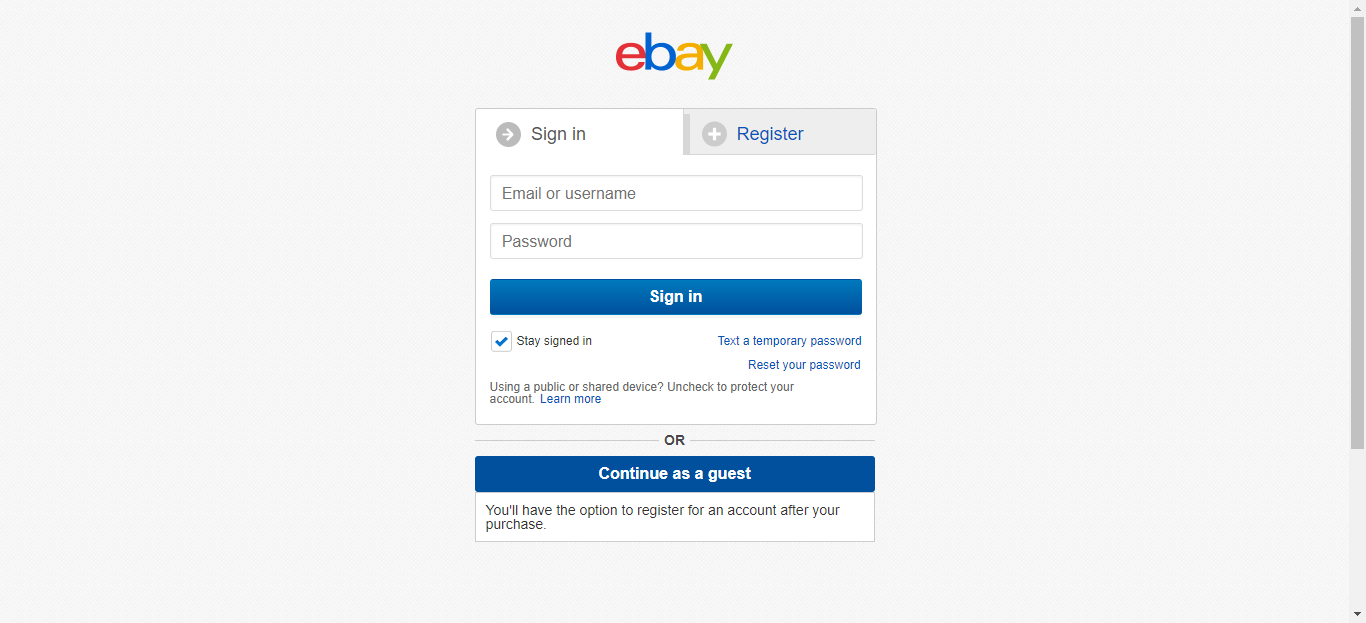 ebay
Sign in
Register
Email or username
Password
Sign in
Stay signed in
Text a temporary password
Reset your password
Using a public or shared device? Uncheck to protect your
account. Learn more
OR
Continue as a guest
You'll have the option to register for an account after your
purchase.